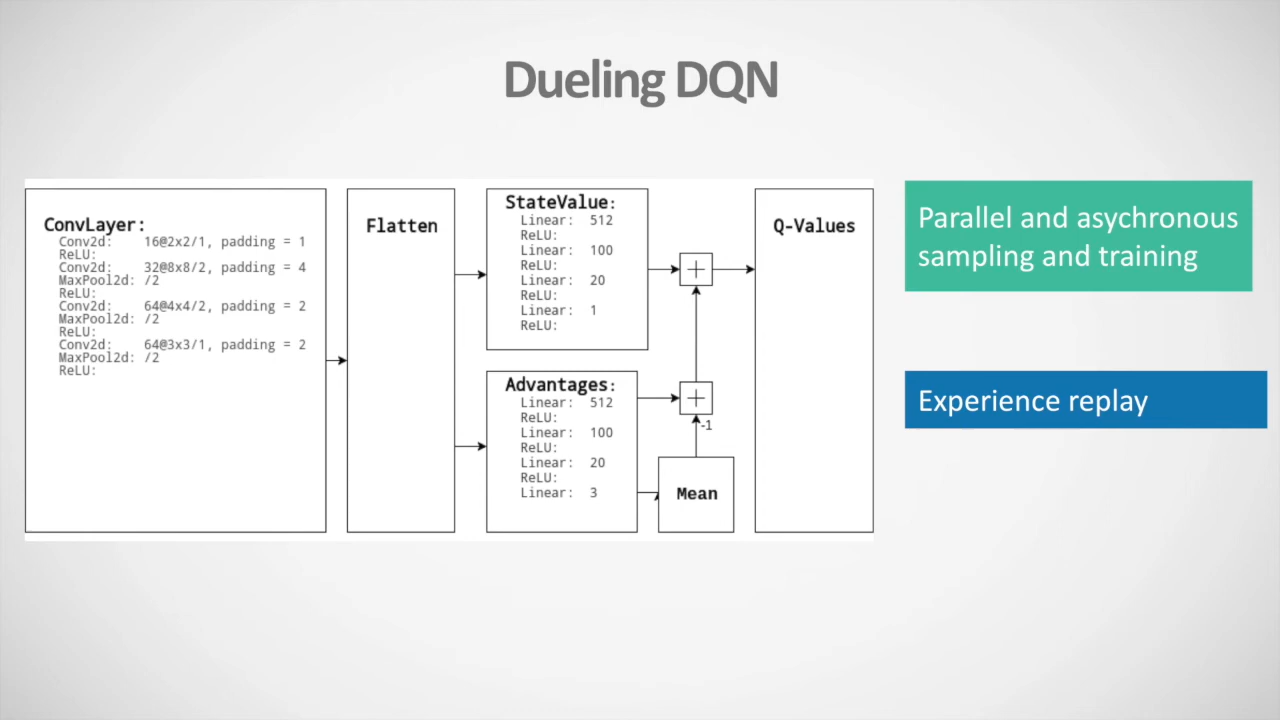 Dueling DQN
ConvLayer:
Conv2d: 16@2x2/1, padding = 1
ReLU:
Conv2d: 32@8x8/2, padding = 4
MaxPool2d: /2
ReLU:
Conv2d: 64@4x4/2, padding = 2
MaxPool2d: /2
ReLU:
Conv2d: 64@3x3/1, padding = 2
MaxPool2d: /2
ReLU:
Flatten
StateValue:
Linear: 512
ReLU:
Linear: 100
ReLU:
Linear: 20
ReLU:
Linear: 1
ReLU:
Advantages:
Linear: 512
ReLU:
Linear: 100
ReLU:
Linear: 20
ReLU:
Linear: 3
+
+
-1
Mean
Q-Values
Parallel and asychronous
sampling and training
Experience replay